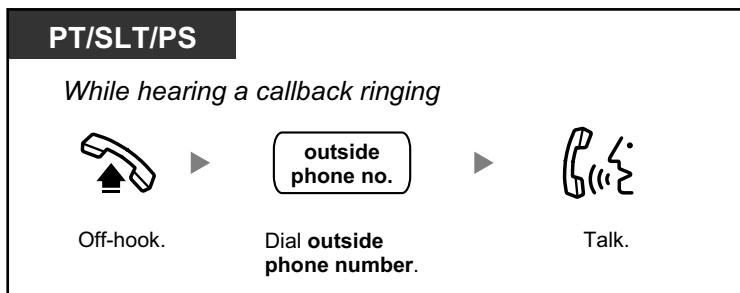 PT/SLT/PS
While hearing a callback ringing
outside
phone no.
Off-hook.
Dial outside
phone number.
Talk.